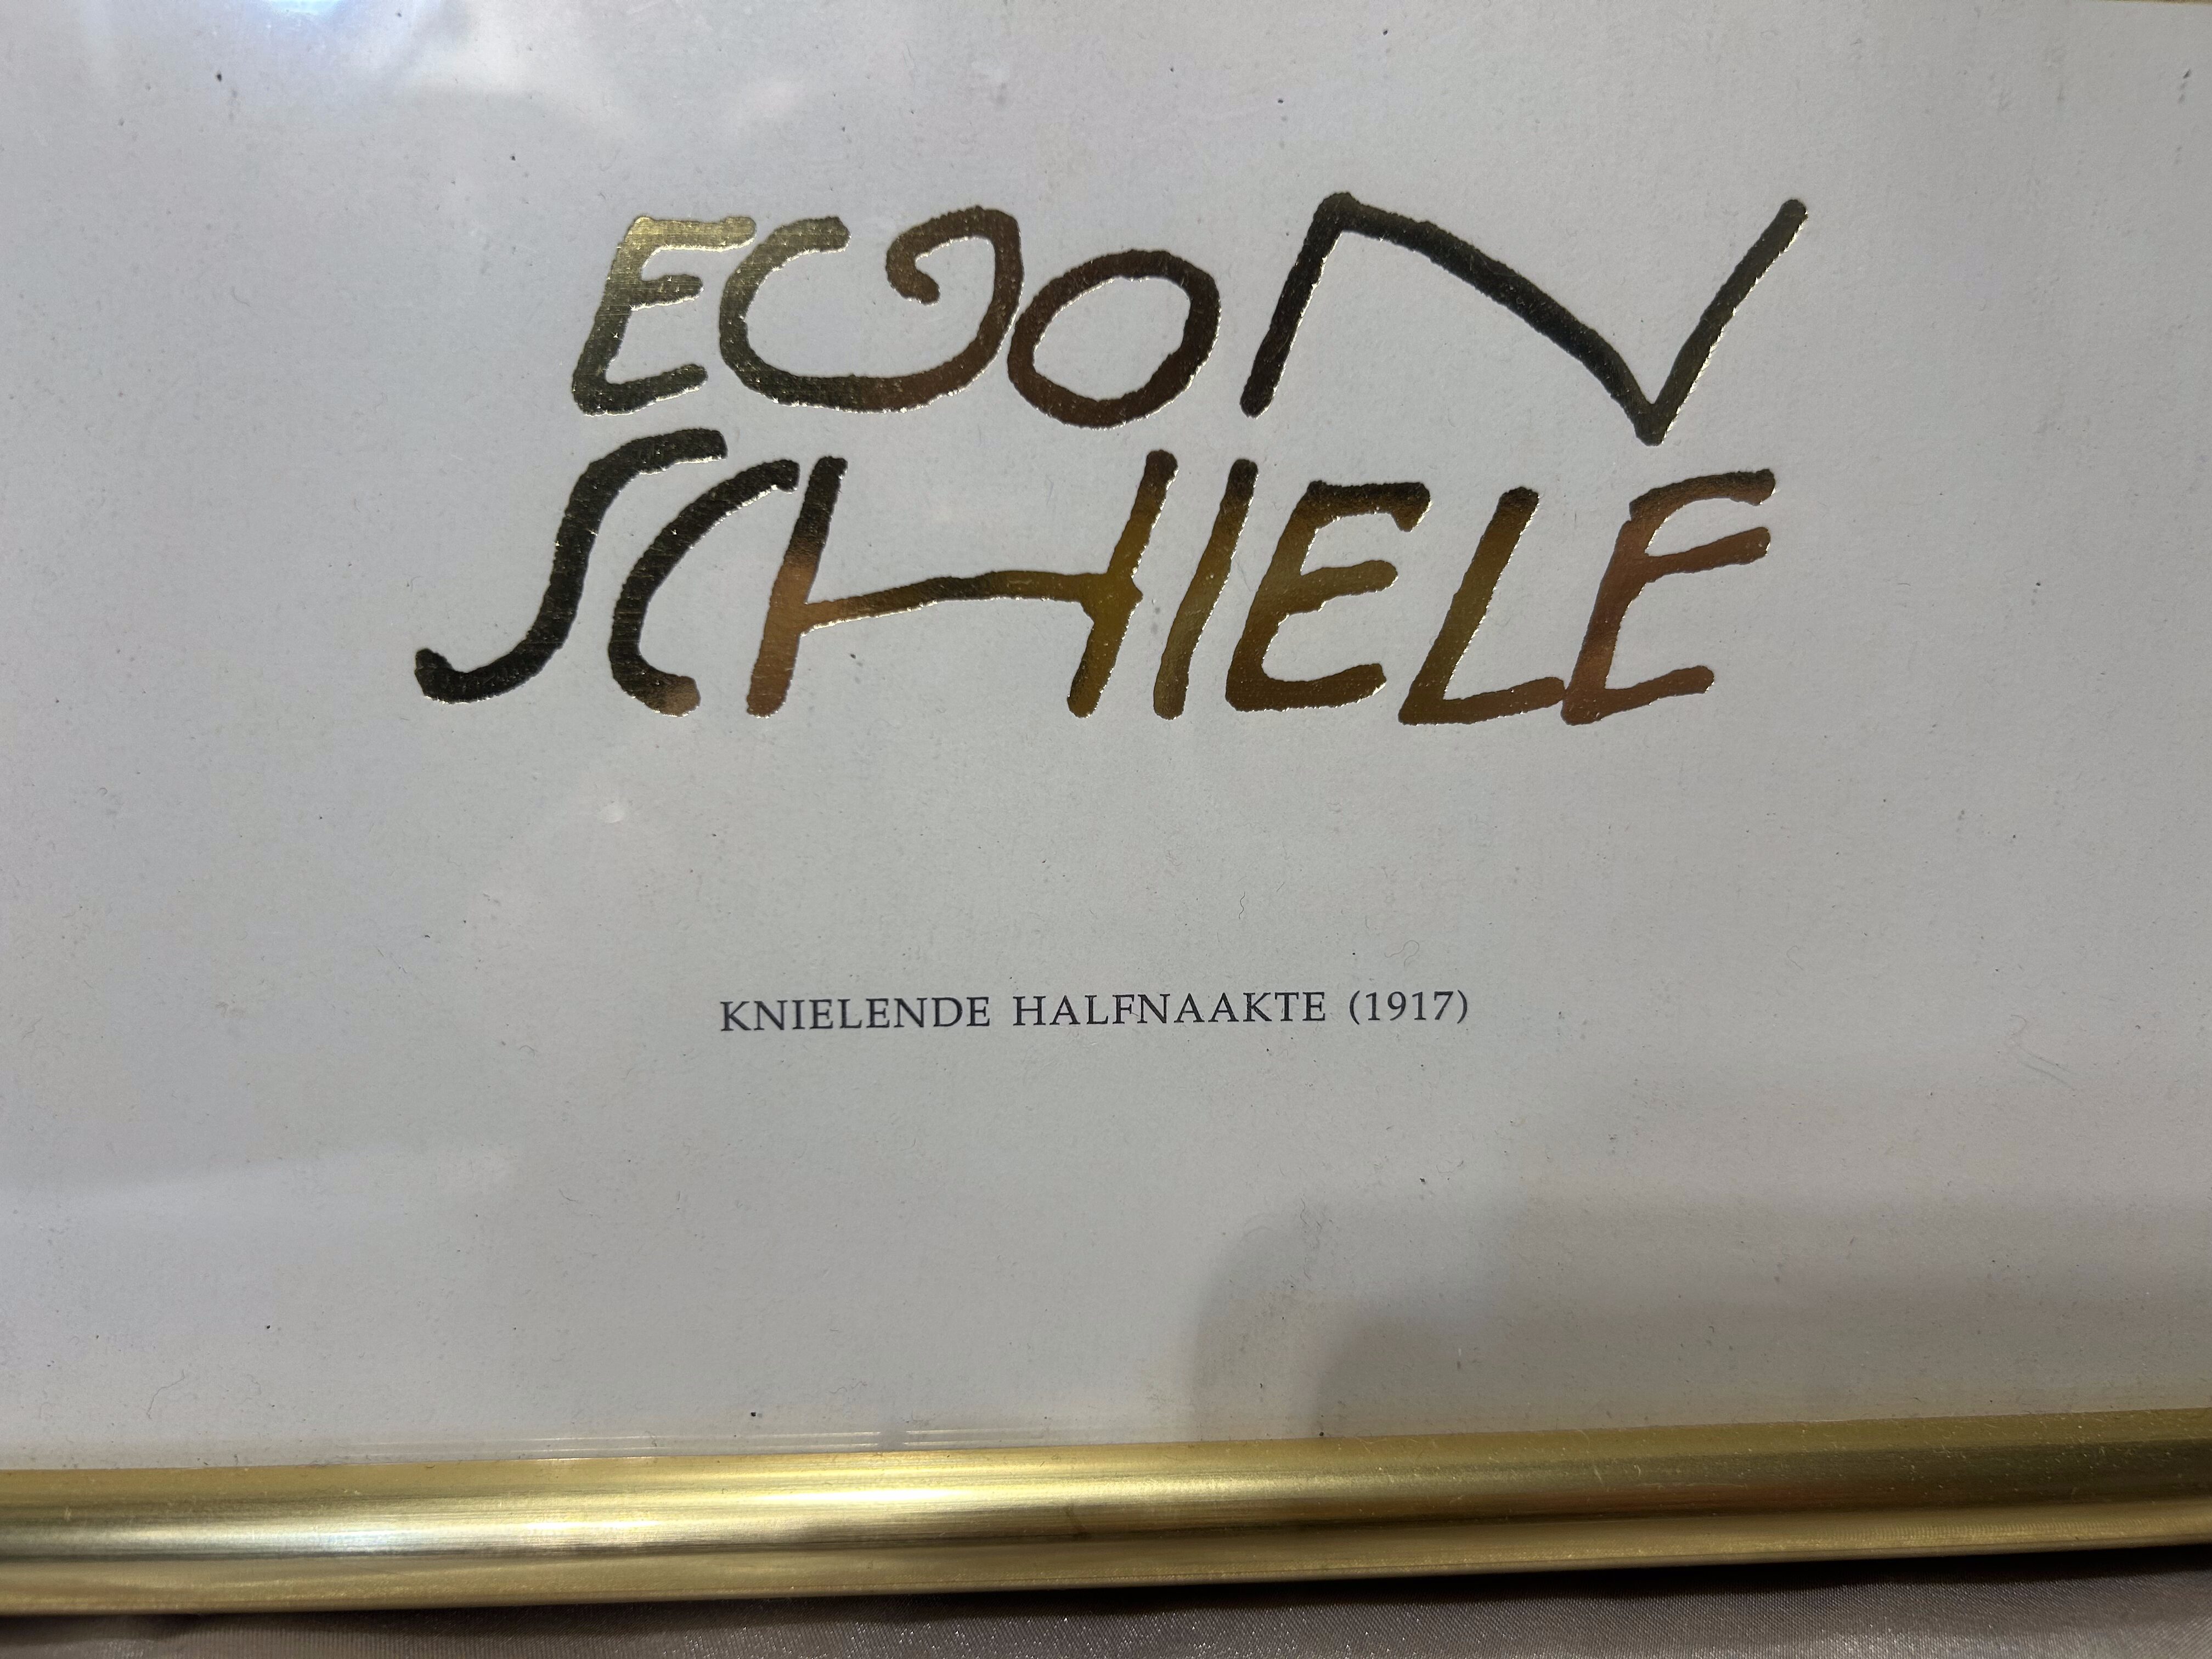 EGON
SCHIELE
KNIELENDE HALFNAAKTE (1917)